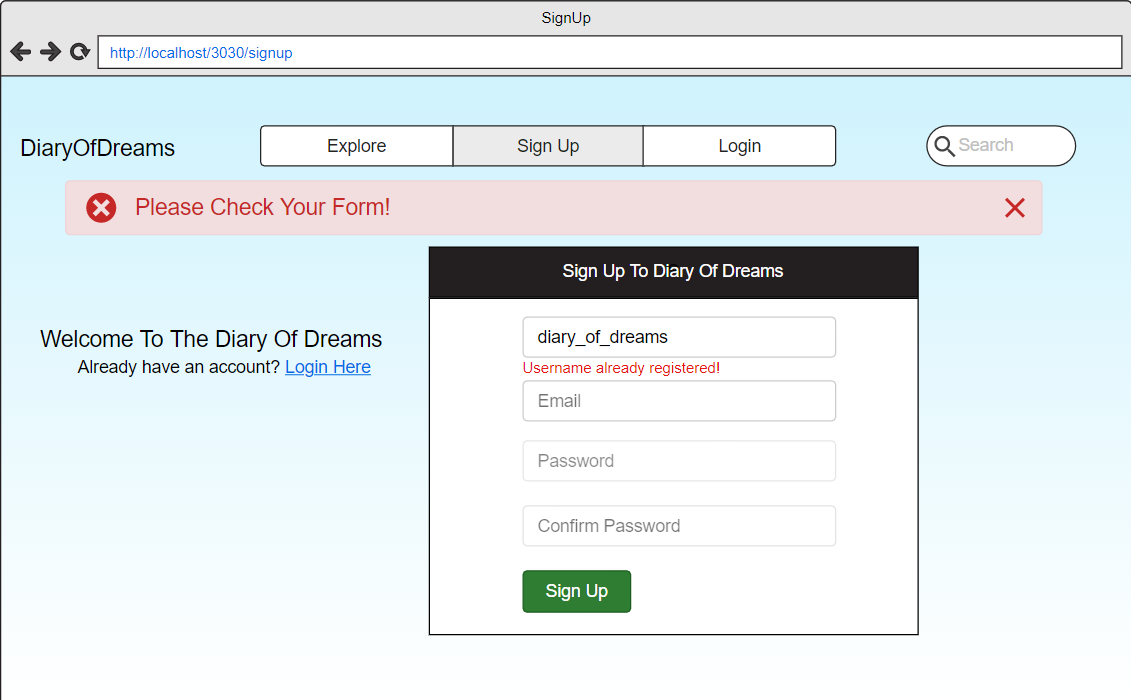 SignUp
http://localhost/3030/signup
DiaryOfDreams
Explore
Sign Up
Login
Search
Please Check Your Form!
Sign Up To Diary Of Dreams
Welcome To The Diary Of Dreams
Already have an account? Login Here
diary_of_dreams
Username already registered!
Email
Password
Confirm Password
Sign Up